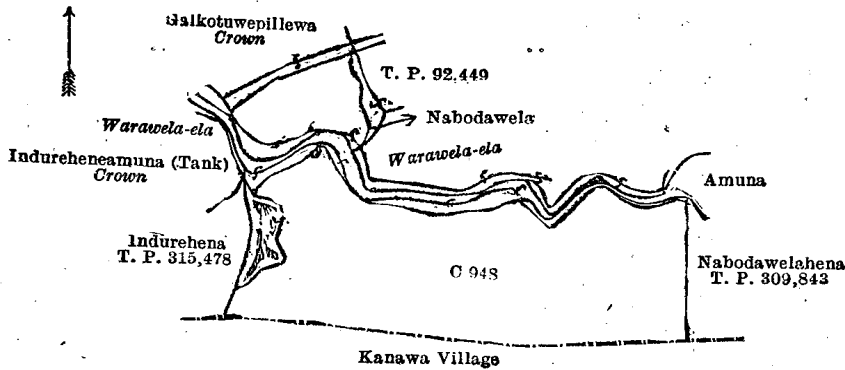 Galkotuwepillewa
Crown
T. P. 92,449
Nabodawela
Warawela-ela
Warawela-ela
Indureheneamuna (Tank)
Crown
Amuna
Indurehena
T. P. 315,478
C 948
Nabodawelahena
T. P. 309,843
Kanawa Village